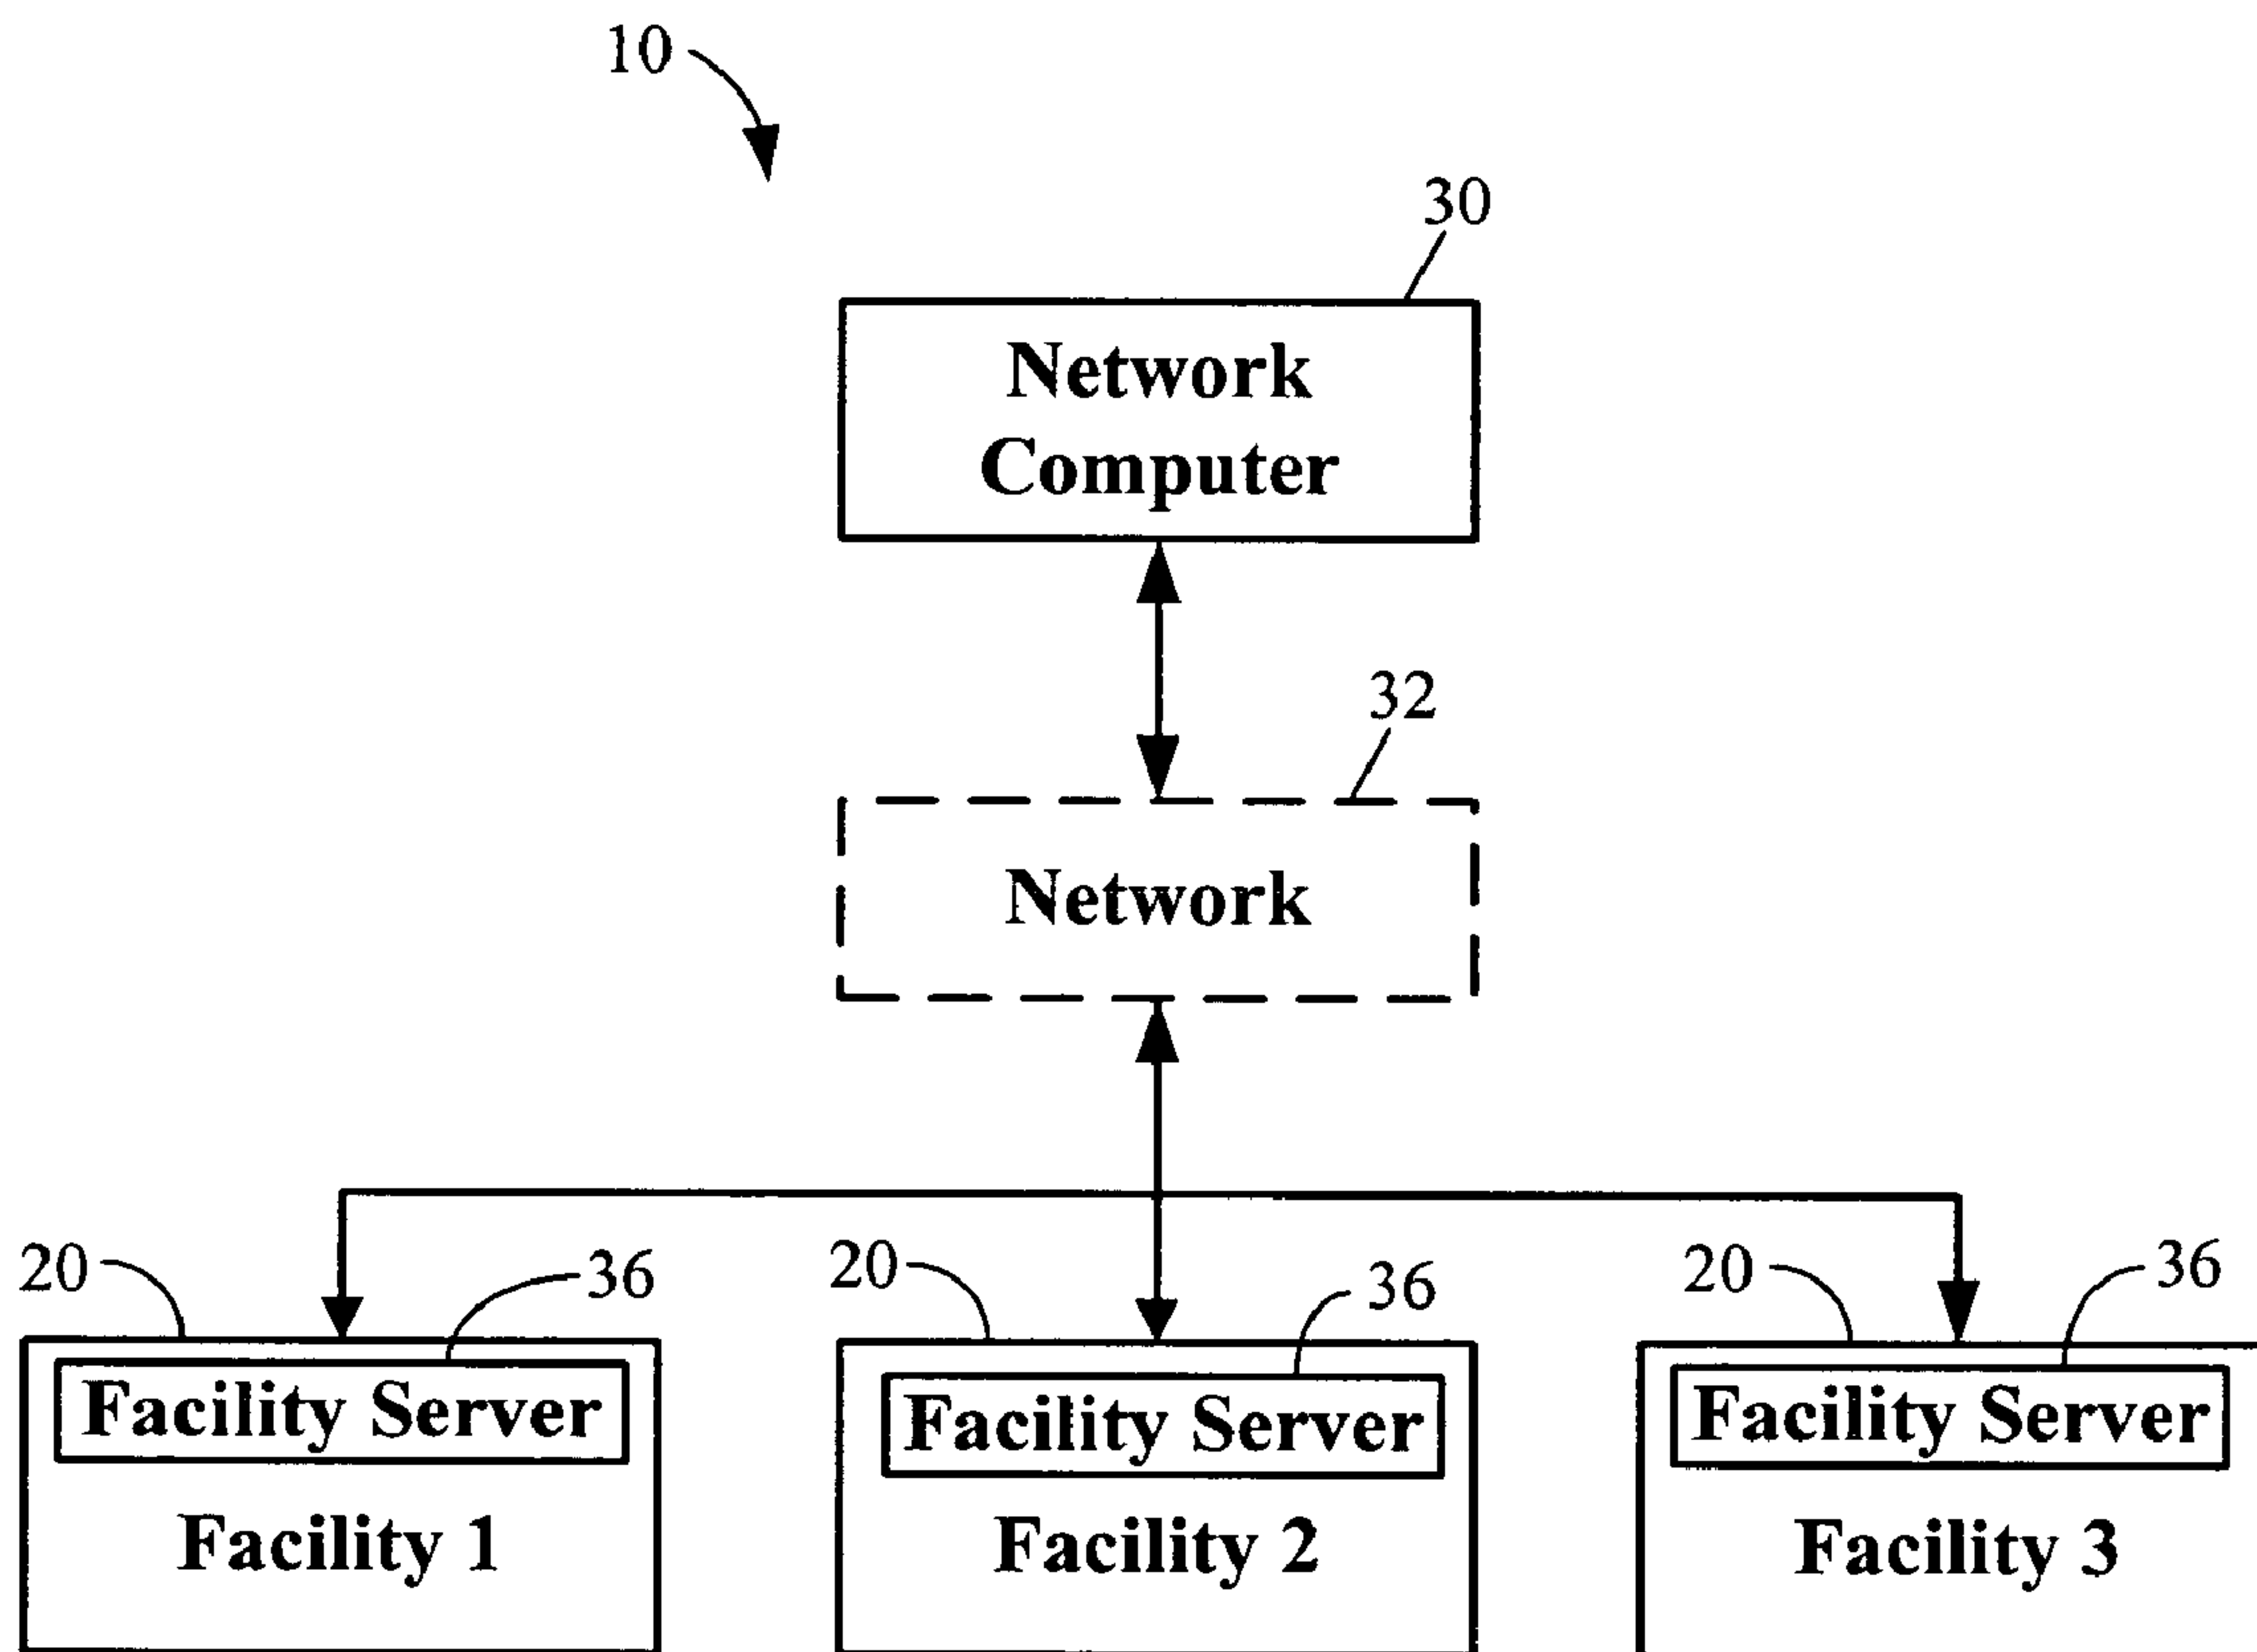 10
30
Network
Computer
32
Network
20
36
20
36
20
36
Facility Server
Facility Server
Facility Server
Facility 1
Facility 2
Facility 3